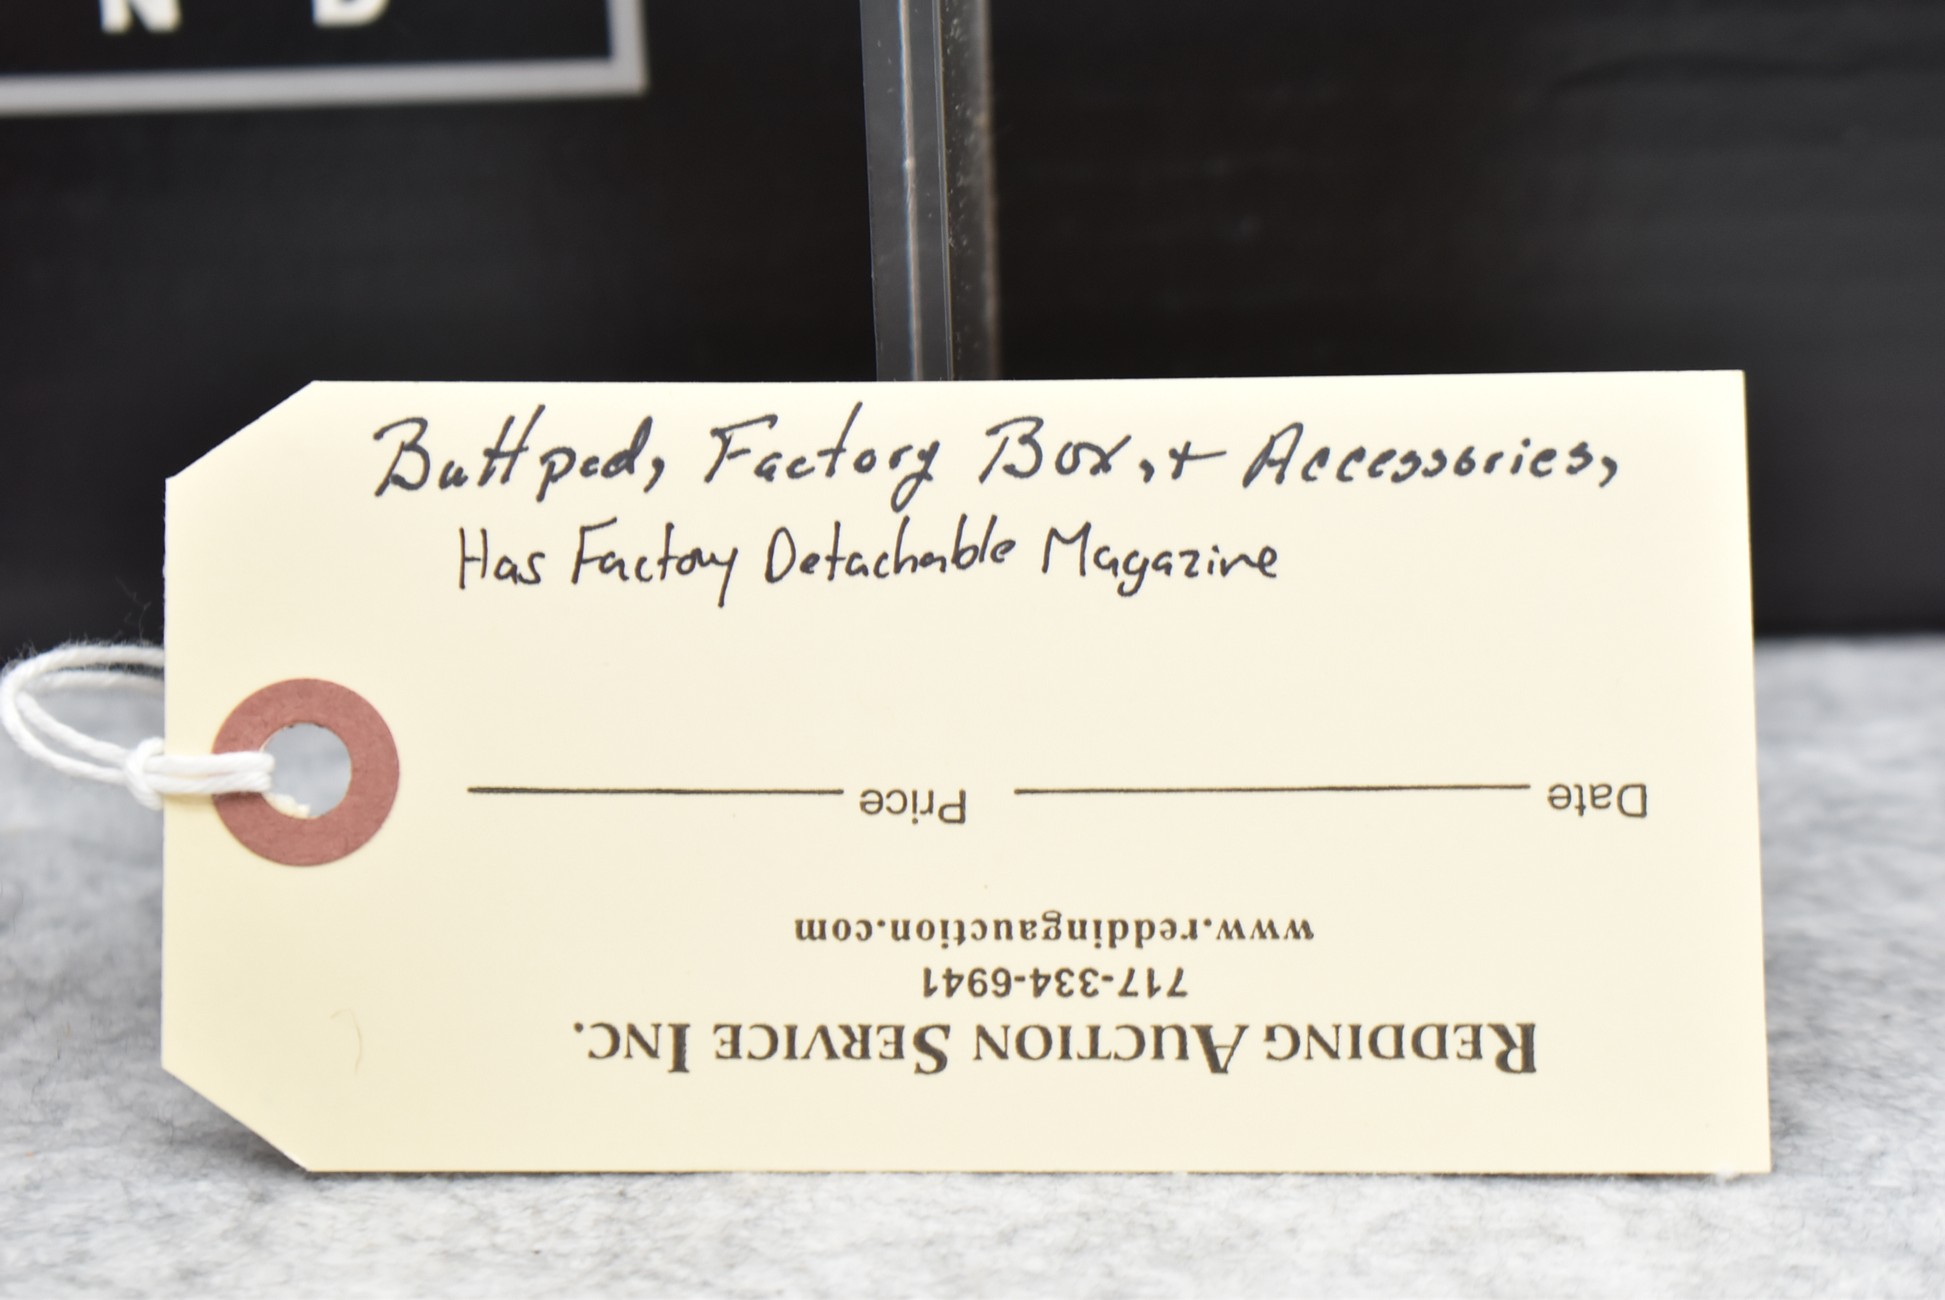 N D
Buttpad, Factory Box, + Accessories,
Has Factory Detachable Magazine
REDDING AUCTION SERVICE INC.
717-334-6941
www.reddingauction.com
Date Price